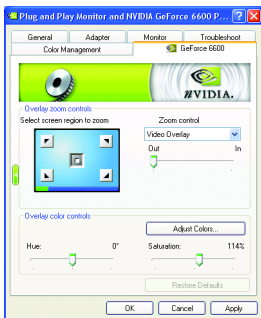 Plug and Play Monitor and NVIDIA GeForce 6600 P...
General
Adapter
Monitor
Troubleshoot
Color Management
GeForce 6600
NVIDIA.
Overlay zoom controls
Select screen region to zoom
Zoom control
Video Overlay
Out
In
Overlay color controls
Adjust Colors...
Hue:
0°
Saturation:
114%
Restore Defaults
OK
Cancel
Apply